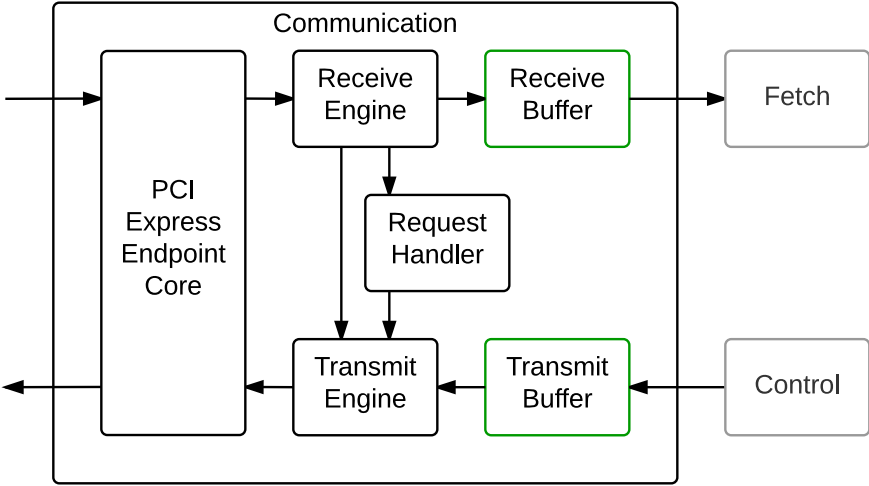 Communication
PCI
Express
Endpoint
Core
Receive
Engine
Receive
Buffer
Fetch
Request
Handler
Transmit
Engine
Transmit
Buffer
Control